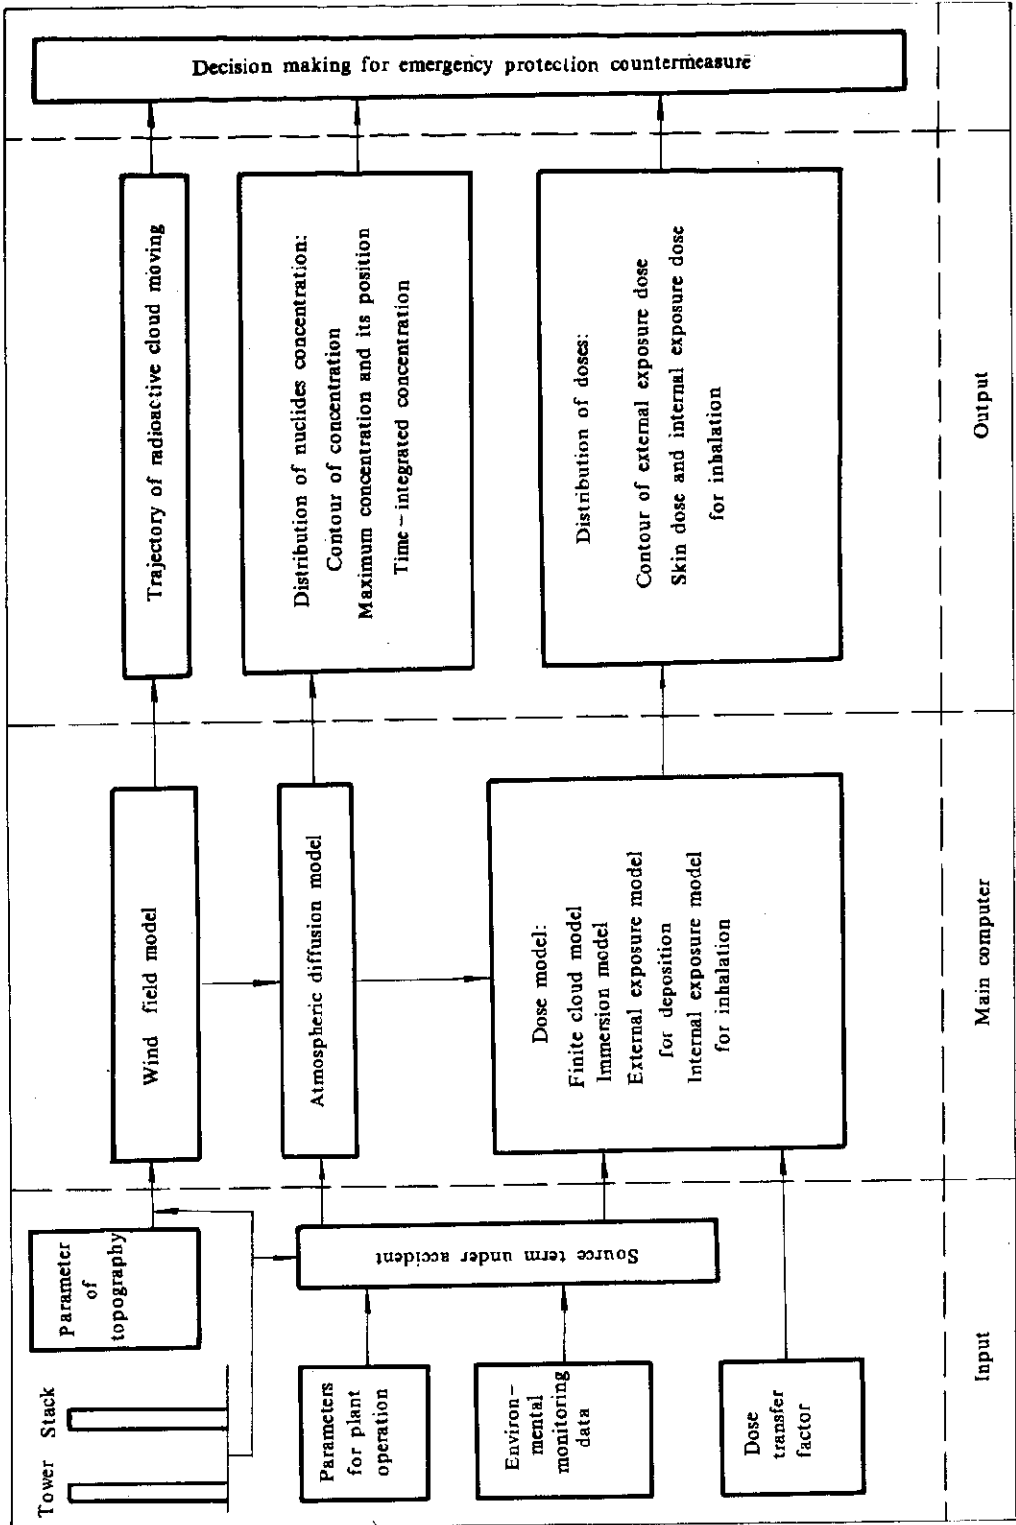 Tower Stack
Parameter
of
topography
Parameters
for plant
operation
Environ-
mental
monitoring
data
Dose
transfer
factor
Source term under accident
Input
Wind field model
Atmospheric diffusion model
Dose model:
Finite cloud model
Immersion model
External exposure model
for deposition
Internal exposure model
for inhalation
Main computer
Trajectory of radioactive cloud moving
Distribution of nuclides concentration:
Contour of concentration
Maximum concentration and its position
Time-integrated concentration
Distribution of doses:
Contour of external exposure dose
Skin dose and internal exposure dose
for inhalation
Output
Decision making for emergency protection countermeasure